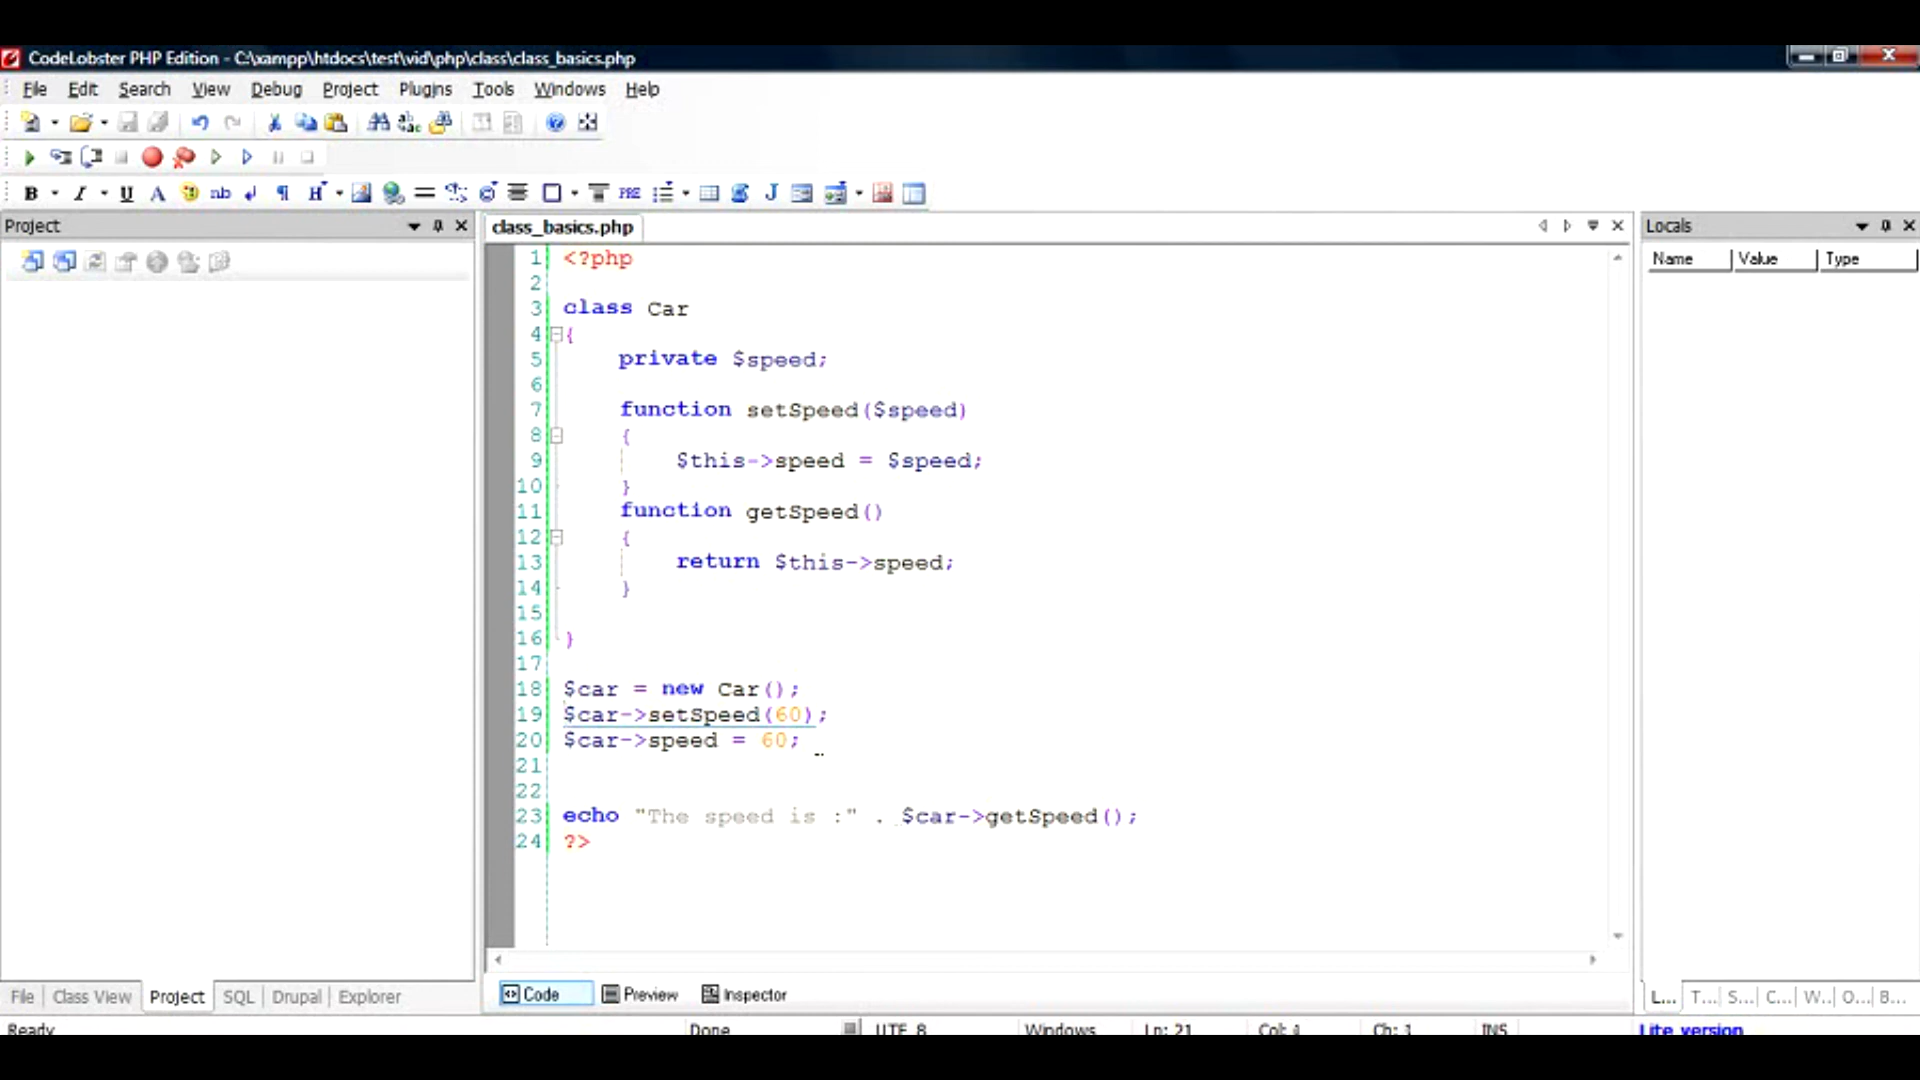 CodeLobster PHP Edition - C:\xampp\htdocs\test\vid\php\class\class_basics.php
File Edit Search View Debug Project Plugins Tools Windows Help
B I U A ab H PRE J
Project
class_basics.php
Locals
Name Value Type
1 <?php
2
3 class Car
4 {
5 private $speed;
6
7 function setSpeed($speed)
8 {
9 $this->speed = $speed;
10 }
11 function getSpeed()
12 {
13 return $this->speed;
14 }
15
16 }
17
18 $car = new Car();
19 $car->setSpeed(60);
20 $car->speed = 60;
21
22
23 echo "The speed is :" . $car->getSpeed();
24 ?>
File Class View Project SQL Drupal Explorer
Code Preview Inspector
L... T... S... C... W... O... B...
Ready Done UTF 8 Windows Ln: 21 Col: 4 Ch: 1 INS Lite version